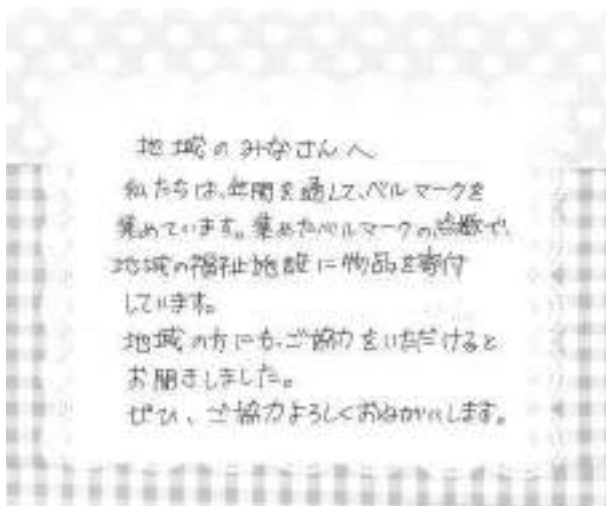 地域のみなさんへ
私たちは、年間を通して、ベルマークを
集めています。集めたベルマークの点数で、
地域の福祉施設に物品を寄付
しています。
地域の方にも、ご協力をいただけると
お聞きしました。
ぜひ、ご協力よろしくおねがいします。